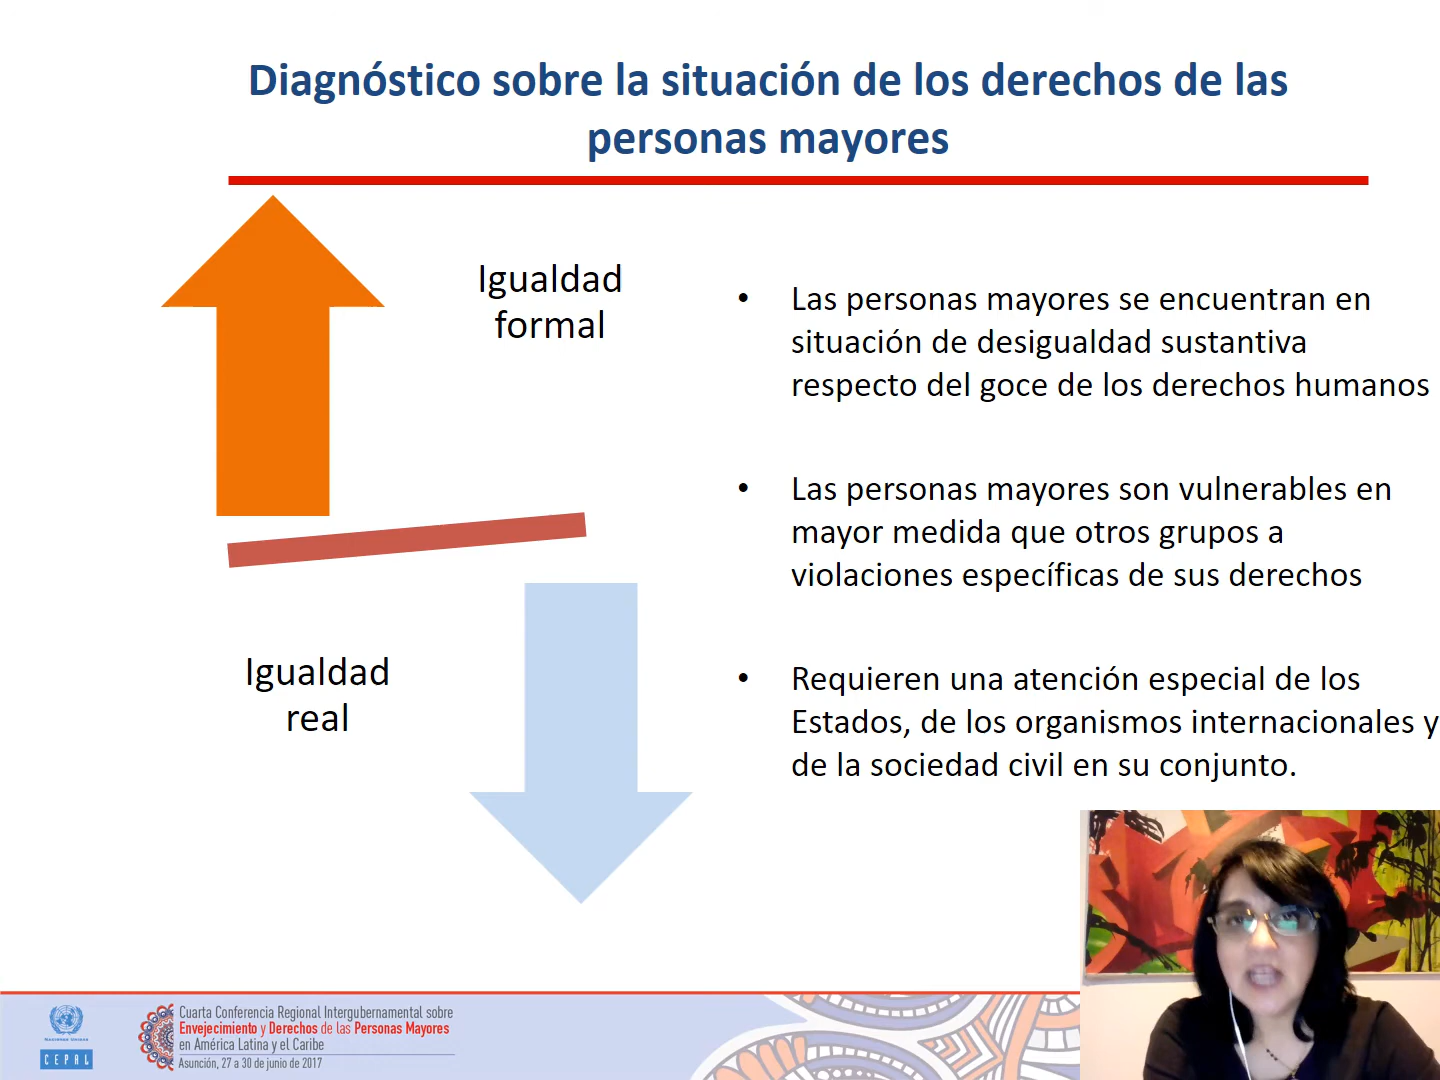 Diagnóstico sobre la situación de los derechos de las
personas mayores
Igualdad
formal
Igualdad
real
• Las personas mayores se encuentran en
situación de desigualdad sustantiva
respecto del goce de los derechos humanos
• Las personas mayores son vulnerables en
mayor medida que otros grupos a
violaciones específicas de sus derechos
• Requieren una atención especial de los
Estados, de los organismos internacionales y
de la sociedad civil en su conjunto.
NACIONES UNIDAS
CEPAL
Cuarta Conferencia Regional Intergubernamental sobre
Envejecimiento y Derechos de las Personas Mayores
en América Latina y el Caribe
Asunción, 27 a 30 de junio de 2017